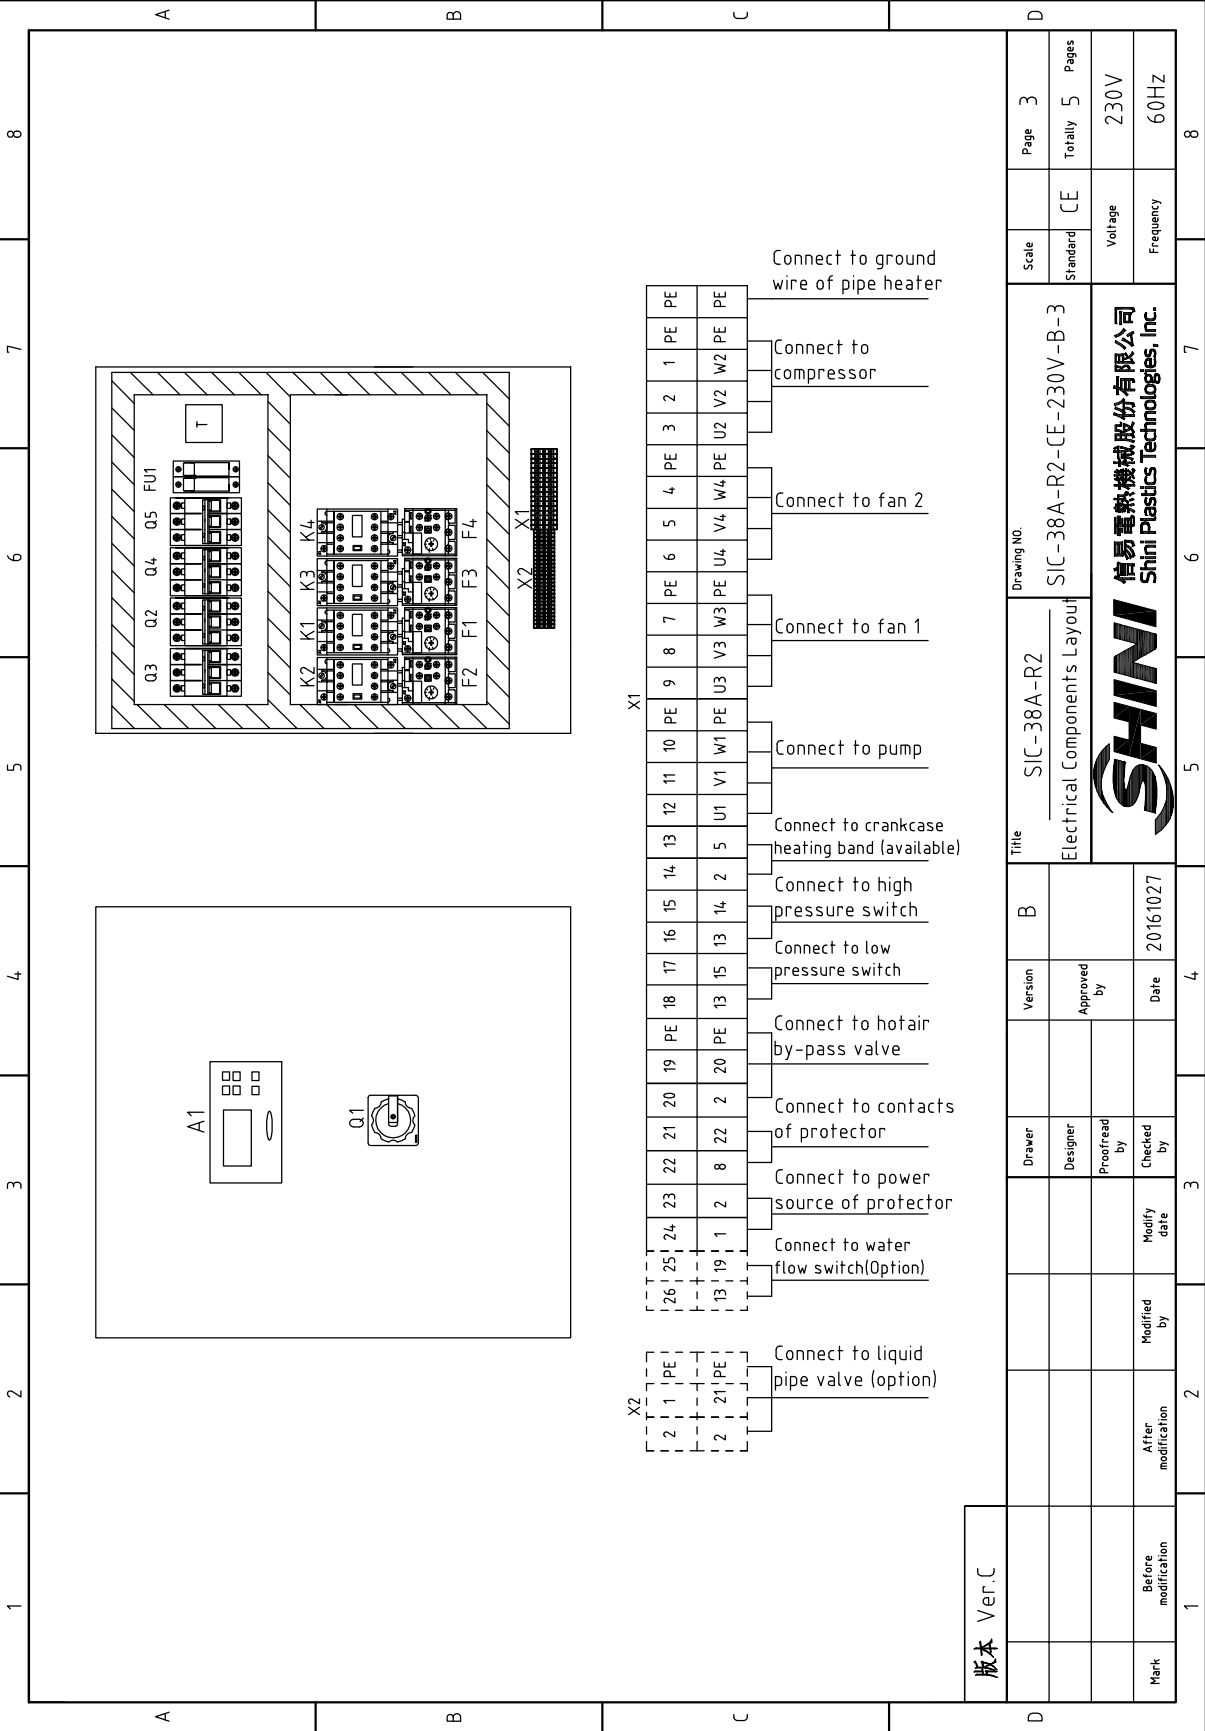 1 2 3 4 5 6 7 8
A
B
C
D
A1
Q1
Q3 Q2 Q4 Q5 FU1
T
K2 K1 K3 K4
F2 F1 F3 F4
X2 X1
X2
2 1 PE
2 21 PE
Connect to liquid
pipe valve (option)
X1
26 25 24 23 22 21 20 19 PE 18 17 16 15 14 13 12 11 10 PE 9 8 7 PE 6 5 4 PE 3 2 1 PE PE
13 19 1 2 8 22 2 20 PE 13 15 13 14 2 5 U1 V1 W1 PE U3 V3 W3 PE U4 V4 W4 PE U2 V2 W2 PE PE
Connect to ground
wire of pipe heater
Connect to
compressor
Connect to fan 2
Connect to fan 1
Connect to pump
Connect to crankcase
heating band (available)
Connect to high
pressure switch
Connect to low
pressure switch
Connect to hotair
by-pass valve
Connect to contacts
of protector
Connect to power
source of protector
Connect to water
flow switch(Option)
版本 Ver.C
Mark
Before
modification
After
modification
Modified
by
Modify
date
Drawer
Designer
Proofread
by
Checked
by
Version B
Approved
by
Date 20161027
Title
SIC-38A-R2
Electrical Components Layout
Drawing NO.
SIC-38A-R2-CE-230V-B-3
SHINI
信易電熱機械股份有限公司
Shini Plastics Technologies, Inc.
Scale
Page 3
Standard CE
Totally 5 Pages
Voltage 230V
Frequency 60HZ
A
B
C
D
1 2 3 4 5 6 7 8